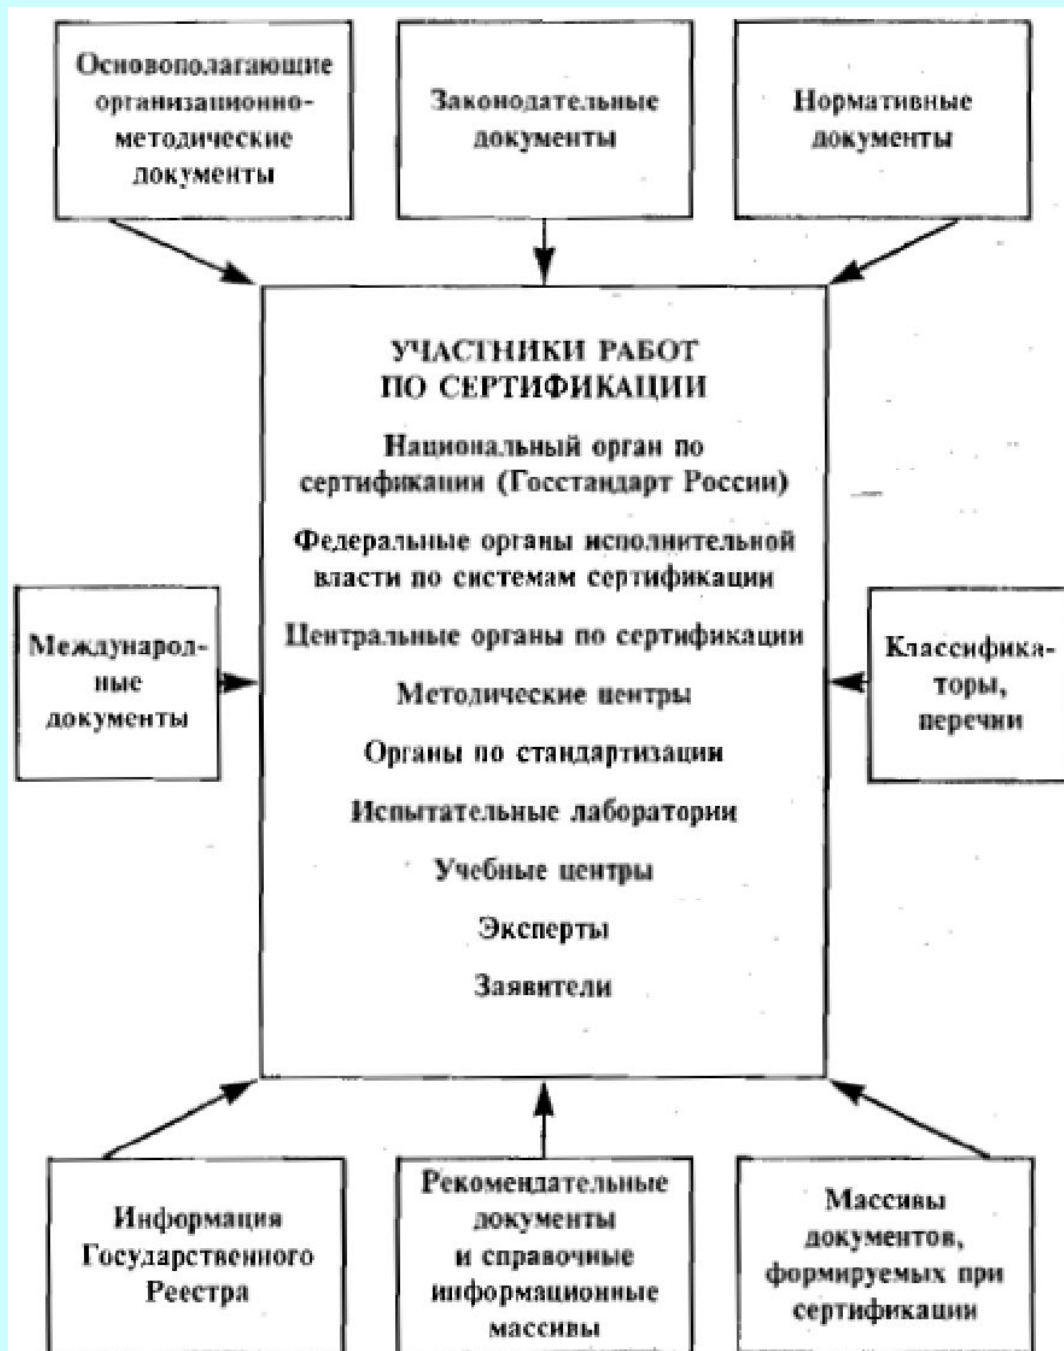 Основополагающие
организационно-
методические
документы
Законодательные
документы
Нормативные
документы
УЧАСТНИКИ РАБОТ
ПО СЕРТИФИКАЦИИ
Национальный орган по
сертификации (Госстандарт России)
Федеральные органы исполнительной
власти по системам сертификации
Центральные органы по сертификации
Методические центры
Органы по стандартизации
Испытательные лаборатории
Учебные центры
Эксперты
Заявители
Международ-
ные
документы
Классифика-
торы,
перечни
Информация
Государственного
Реестра
Рекомендательные
документы
и справочные
информационные
массивы
Массивы
документов,
формируемых при
сертификации